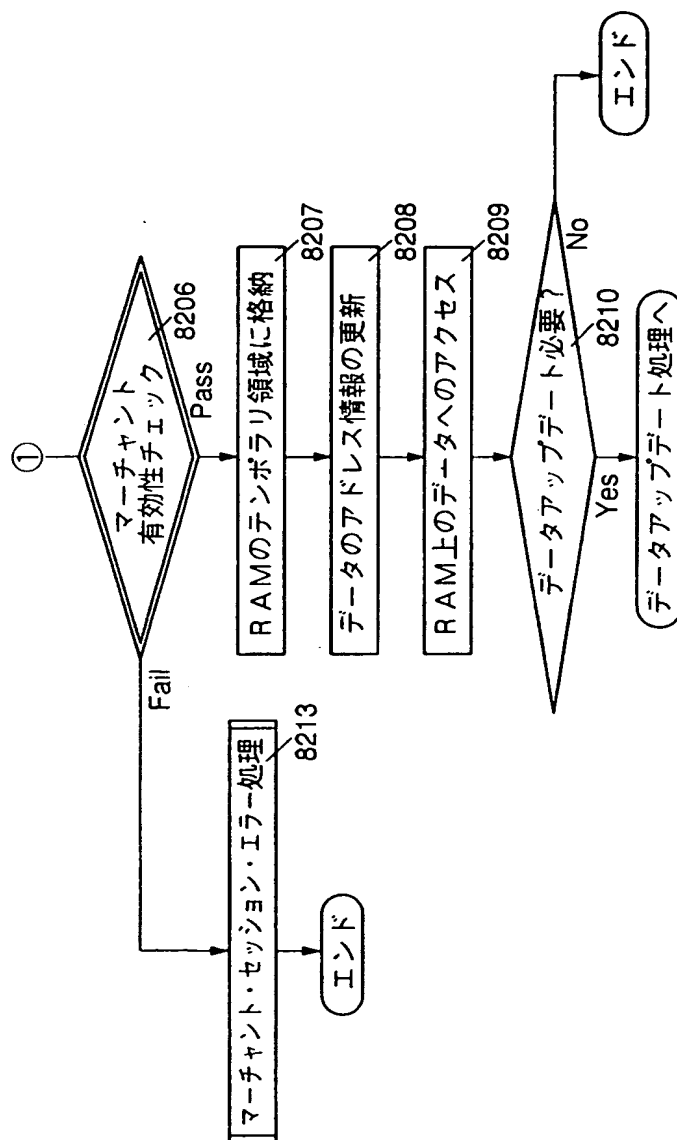 ①
マーチャント
有効性チェック
8206
Fail
Pass
マーチャント・セッション・エラー処理
8213
エンド
RAMのテンポラリ領域に格納
8207
データのアドレス情報の更新
8208
RAM上のデータへのアクセス
8209
データアップデート必要?
8210
No
エンド
Yes
データアップデート処理へ